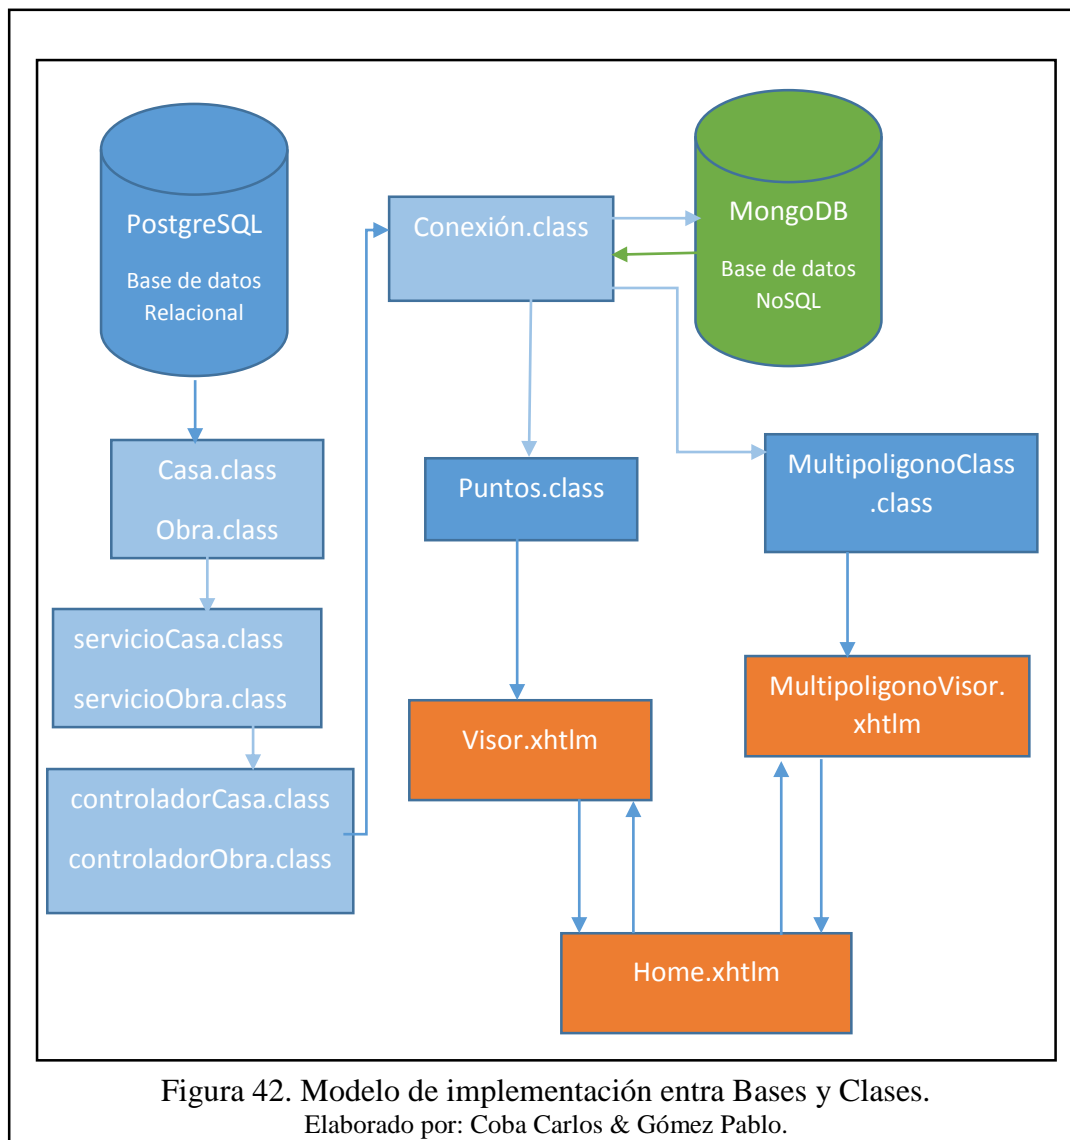 PostgreSQL
Base de datos
Relacional
Conexión.class
MongoDB
Base de datos
NoSQL
Casa.class
Obra.class
Puntos.class
MultipoligonoClass
.class
servicioCasa.class
servicioObra.class
Visor.xhtlm
MultipoligonoVisor.
xhtlm
controladorCasa.class
controladorObra.class
Home.xhtlm
Figura 42. Modelo de implementación entra Bases y Clases.
Elaborado por: Coba Carlos & Gómez Pablo.